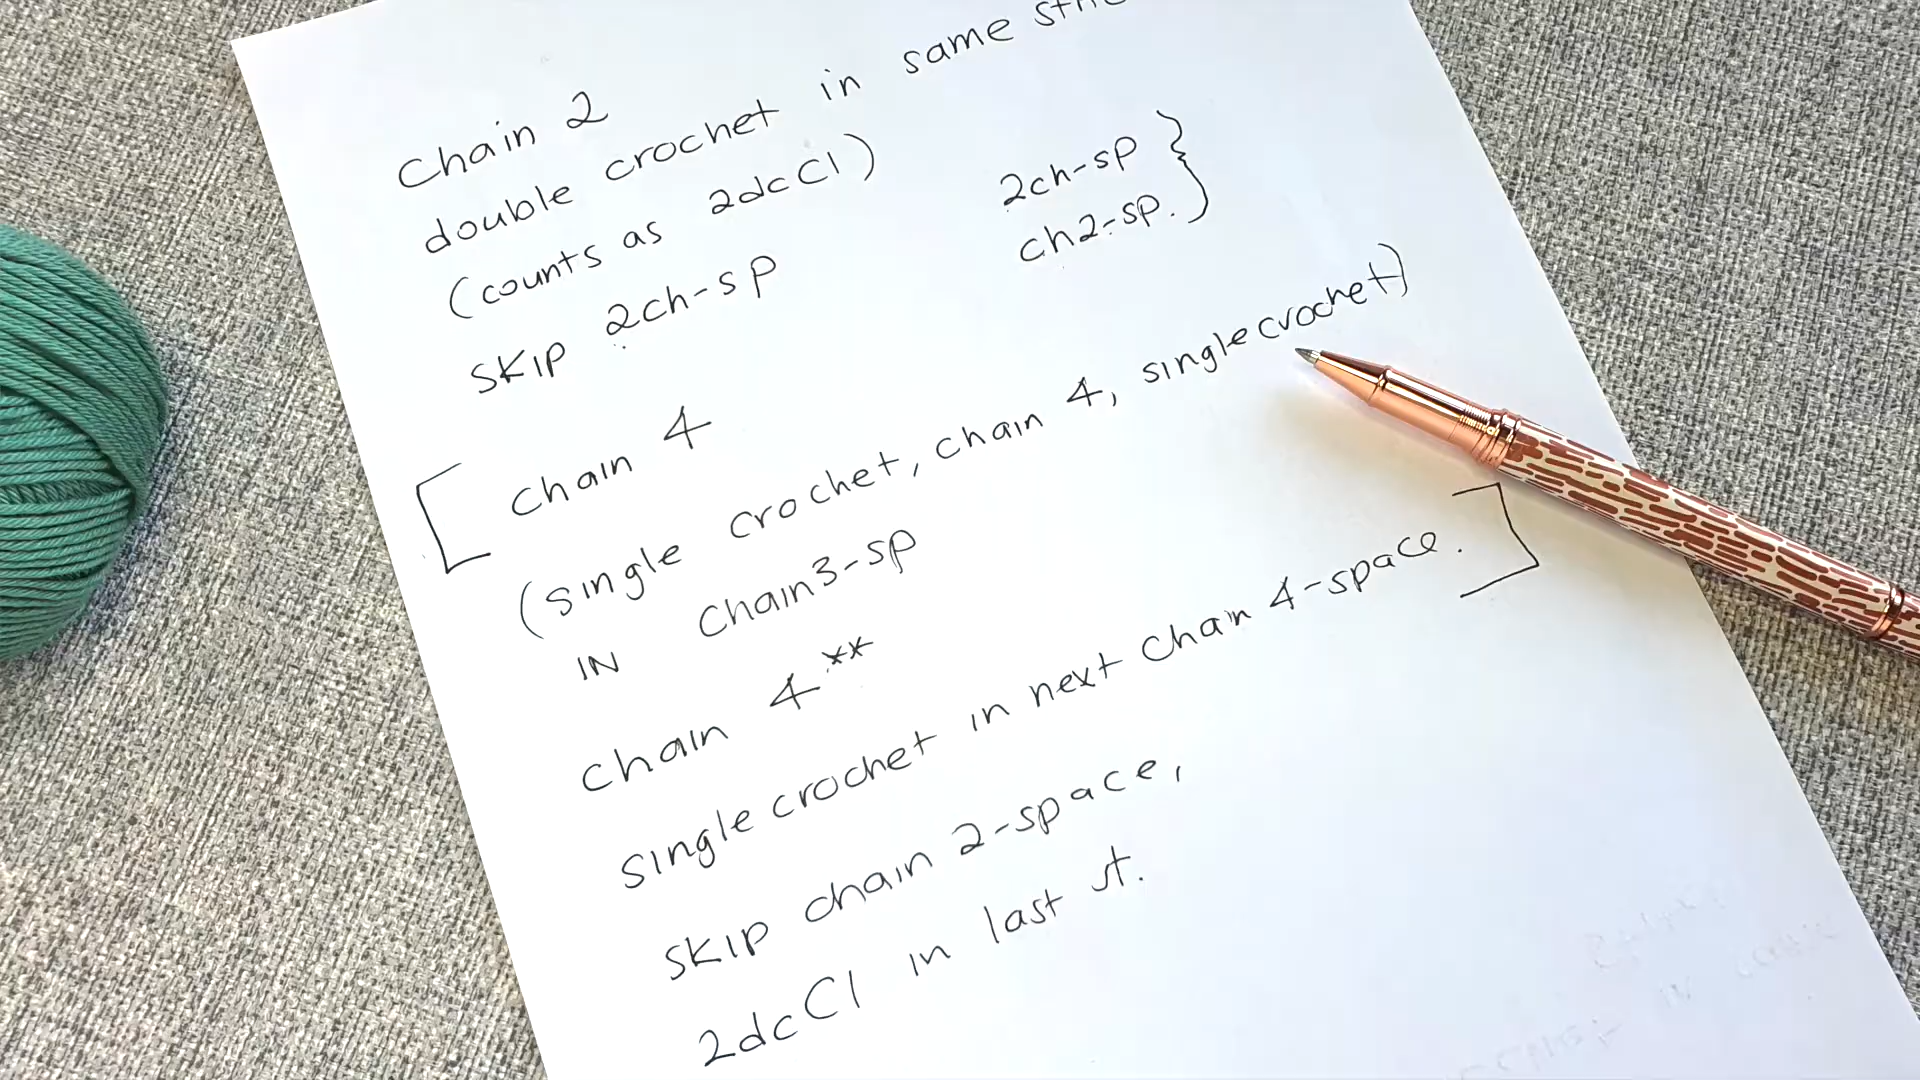 Chain 2
double crochet in same
(counts as 2dcCl)
SKIP 2ch-sp
2ch-sp }
ch2-sp. }
[ chain 4
(single crochet, chain 4, single crochet)
IN Chain3-sp
chain 4**
single crochet in next Chain 4-space. ]
SKIP chain 2-space,
2dcCl in last st.